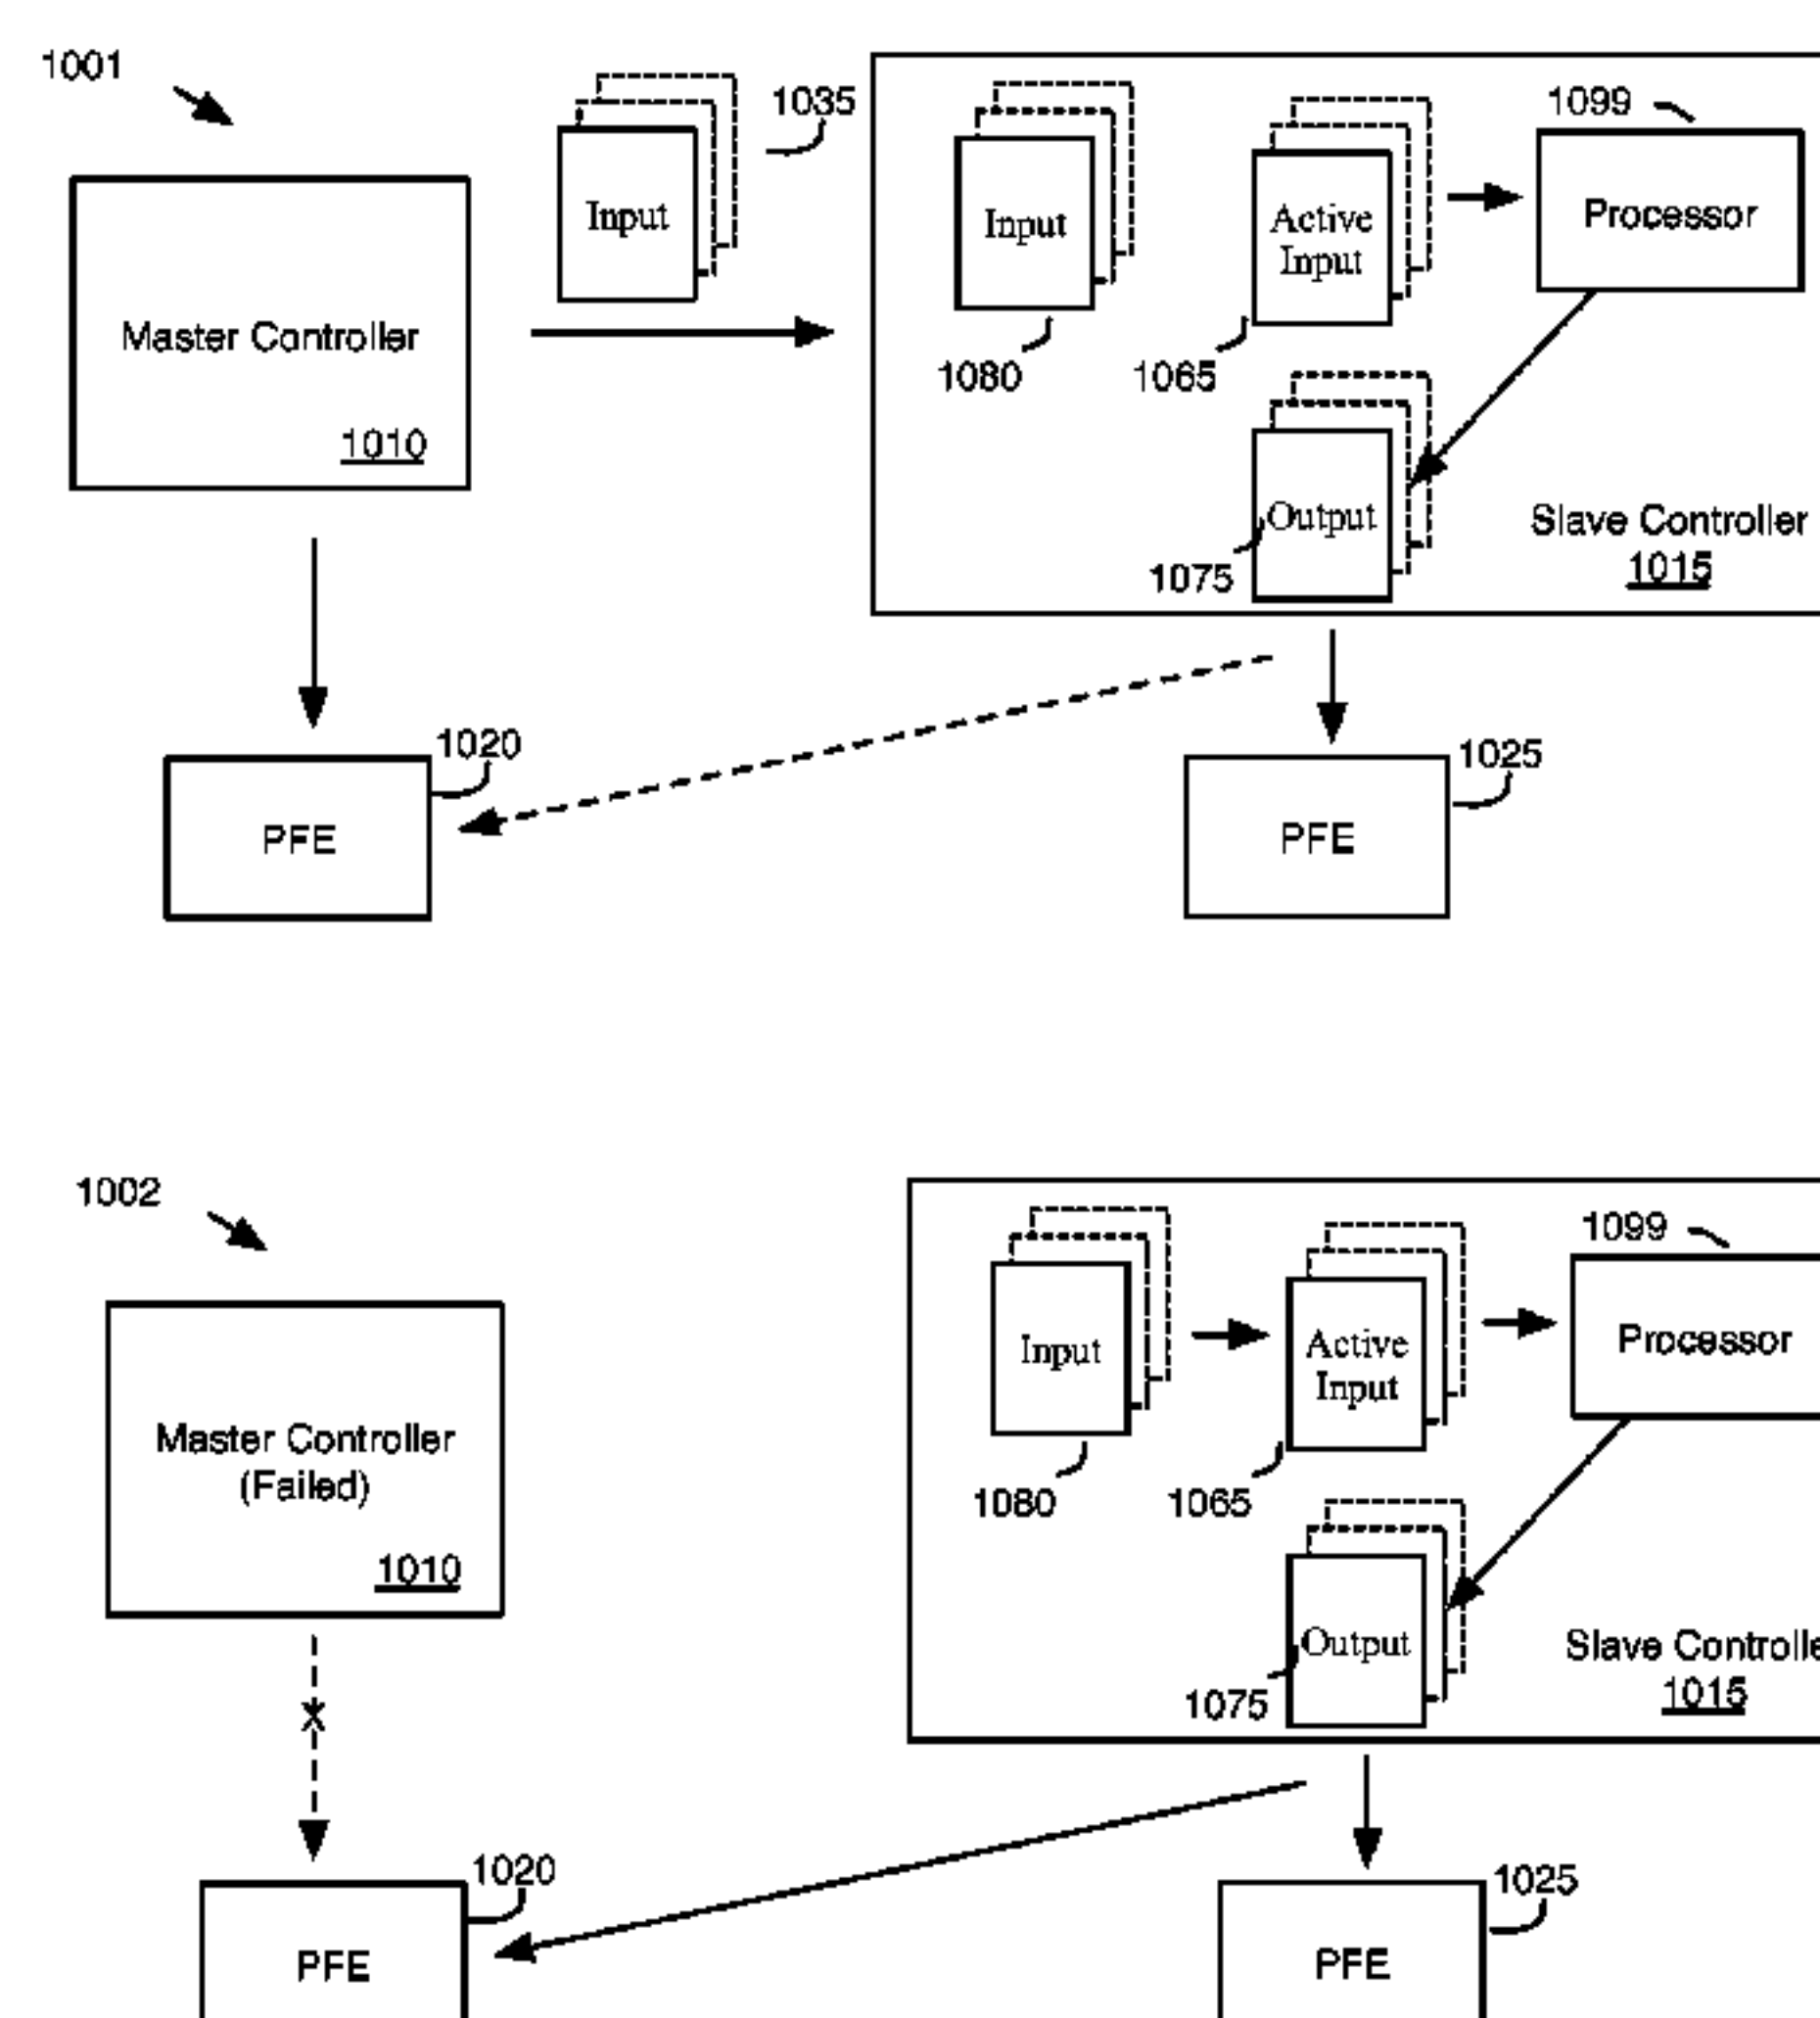 1001
1035
Input
Master Controller
1010
1099
Input
Active
Input
Processor
1080
1065
Output
1075
Slave Controller
1015
1020
PFE
1025
PFE
1002
Master Controller
(Failed)
1010
1099
Input
Active
Input
Processor
1080
1065
Output
1075
Slave Controlle
1015
1020
PFE
1025
PFE